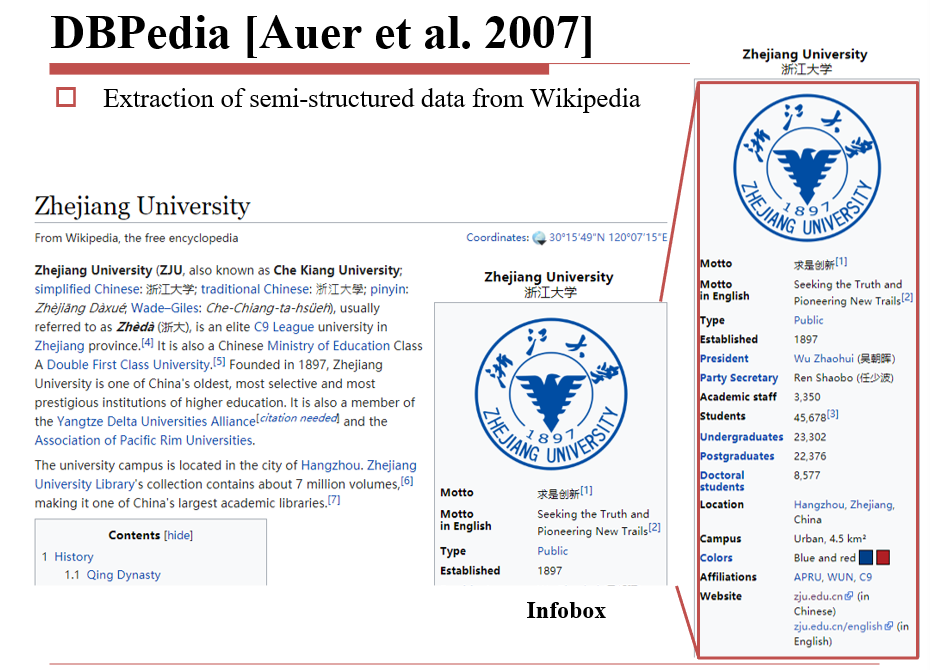 DBPedia [Auer et al. 2007]
Extraction of semi-structured data from Wikipedia
Zhejiang University
From Wikipedia, the free encyclopedia
Coordinates: 30°15′49″N 120°07′15″E
Zhejiang University (ZJU, also known as Che Kiang University;
simplified Chinese: 浙江大学; traditional Chinese: 浙江大學; pinyin:
Zhèjiāng Dàxué; Wade–Giles: Che-Chiang-ta-hsüeh), usually
referred to as Zhèdà (浙大), is an elite C9 League university in
Zhejiang province.[4] It is also a Chinese Ministry of Education Class
A Double First Class University.[5] Founded in 1897, Zhejiang
University is one of China's oldest, most selective and most
prestigious institutions of higher education. It is also a member of
the Yangtze Delta Universities Alliance[citation needed] and the
Association of Pacific Rim Universities.
The university campus is located in the city of Hangzhou. Zhejiang
University Library's collection contains about 7 million volumes,[6]
making it one of China's largest academic libraries.[7]
Contents [hide]
1 History
1.1 Qing Dynasty
Zhejiang University
浙江大学
浙江大学
1897
ZHEJIANG UNIVERSITY
Motto 求是创新[1]
Motto in English Seeking the Truth and
Pioneering New Trails[2]
Type Public
Established 1897
Infobox
Zhejiang University
浙江大学
浙江大学
1897
ZHEJIANG UNIVERSITY
Motto 求是创新[1]
Motto in English Seeking the Truth and
Pioneering New Trails[2]
Type Public
Established 1897
President Wu Zhaohui (吴朝晖)
Party Secretary Ren Shaobo (任少波)
Academic staff 3,350
Students 45,678[3]
Undergraduates 23,302
Postgraduates 22,376
Doctoral students 8,577
Location Hangzhou, Zhejiang,
China
Campus Urban, 4.5 km²
Colors Blue and red
Affiliations APRU, WUN, C9
Website zju.edu.cn (in
Chinese)
zju.edu.cn/english (in
English)